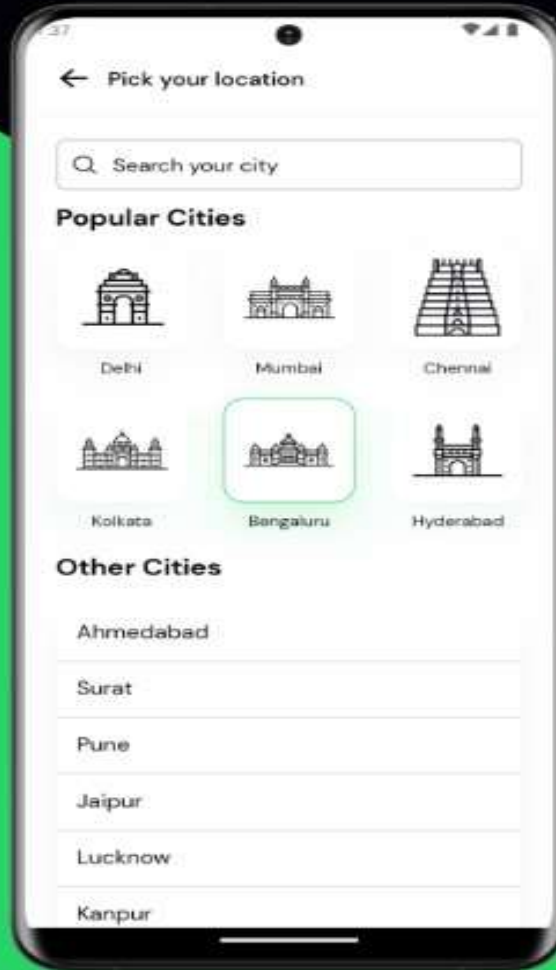 :37
Pick your location
Search your city
Popular Cities
Delhi Mumbai Chennai
Kolkata Bengaluru Hyderabad
Other Cities
Ahmedabad
Surat
Pune
Jaipur
Lucknow
Kanpur